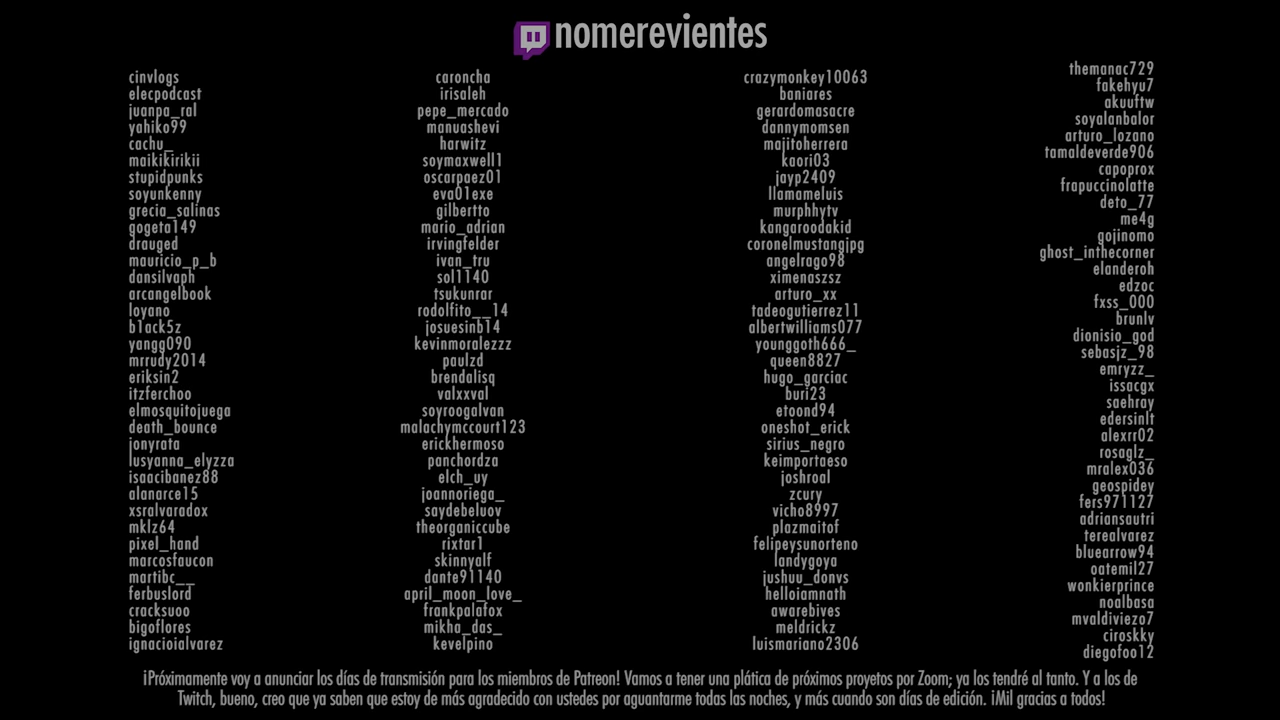 nomerevientes
cinvlogs
elecpodcast
juanpa_ral
yahiko99
cachu_
maikikirikii
stupidpunks
soyunkenny
grecia_salinas
gogeta149
drauged
mauricio_p_b
dansilvaph
arcangelbook
loyano
b1ack5z
yangg090
mrrudy2014
eriksin2
itzferchoo
elmosquitojuega
death_bounce
jonyrata
lusyanna_elyzza
isaacibanez88
alanarce15
xsralvaradox
mklz64
pixel_hand
marcosfaucon
martibc__
ferbuslord
cracksuoo
bigoflores
ignacioialvarez
caroncha
irisaleh
pepe_mercado
manuashevi
harwitz
soymaxwell1
oscarpaez01
eva01exe
gilbertto
mario_adrian
irvingfelder
ivan_tru
sol1140
tsukunrar
rodolfito__14
josuesinb14
kevinmoralezzz
paulzd
brendalisq
valxxval
soyroogalvan
malachymccourt123
erickhermoso
panchordza
elch_uy
joannoriega_
saydebeluov
theorganiccube
rixtar1
skinnyalf
dante91140
april_moon_love_
frankpalafox
mikha_das_
kevelpino
crazymonkey10063
baniares
gerardomasacre
dannymomsen
majitoherrera
kaori03
jayp2409
llamameluis
murphhytv
kangaroodakid
coronelmustangjpg
angelrago98
ximenaszsz
arturo_xx
tadeogutierrez11
albertwilliams077
younggoth666_
queen8827
hugo_garciac
buri23
etoond94
oneshot_erick
sirius_negro
keimportaeso
joshroal
zcury
vicho8997
plazmaitof
felipeysunorteno
landygoya
jushuu_donvs
helloiamnath
awarebives
meldrickz
luismariano2306
themanac729
fakehyu7
akuuftw
soyalanbalor
arturo_lozano
tamaldeverde906
capoprox
frapuccinolatte
deto_77
me4g
gojinomo
ghost_inthecorner
elanderoh
edzoc
fxss_000
brunlv
dionisio_god
sebasjz_98
emryzz_
issacgx
saehray
edersinlt
alexrr02
rosaglz_
mralex036
geospidey
fers971127
adriansautri
terealvarez
bluearrow94
oatemil27
wonkierprince
noalbasa
mvaldiviezo7
ciroskky
diegofoo12
¡Próximamente voy a anunciar los días de transmisión para los miembros de Patreon! Vamos a tener una plática de próximos proyetos por Zoom; ya los tendré al tanto. Y a los de
Twitch, bueno, creo que ya saben que estoy de más agradecido con ustedes por aguantarme todas las noches, y más cuando son días de edición. ¡Mil gracias a todos!